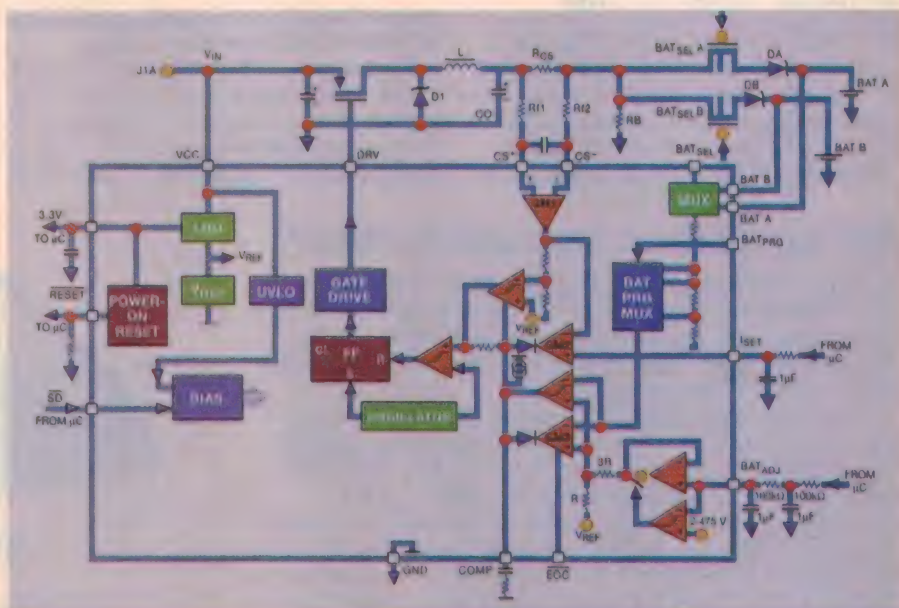 VIN
L
RCS
BATSEL A
DA
J1A
D1
CO
Rf1
Rf2
RB
DB
BATSEL B
BAT A
BAT B
VCC
DRV
CS+
CS−
BATSEL
BAT B
MUX
BAT A
3.3V
TO µC
LDO
VREF
BATPRG
RESET
TO µC
POWER-
ON
RESET
UVLO
GATE
DRIVE
BAT
PRG
MUX
VREF
FF
R
ISET
FROM
µC
1µF
SD
FROM µC
BIAS
OSCILLATOR
3R
R
VREF
BATADJ
FROM
µC
100kΩ
1µF
1µF
2.475 V
GND
COMP
EOC